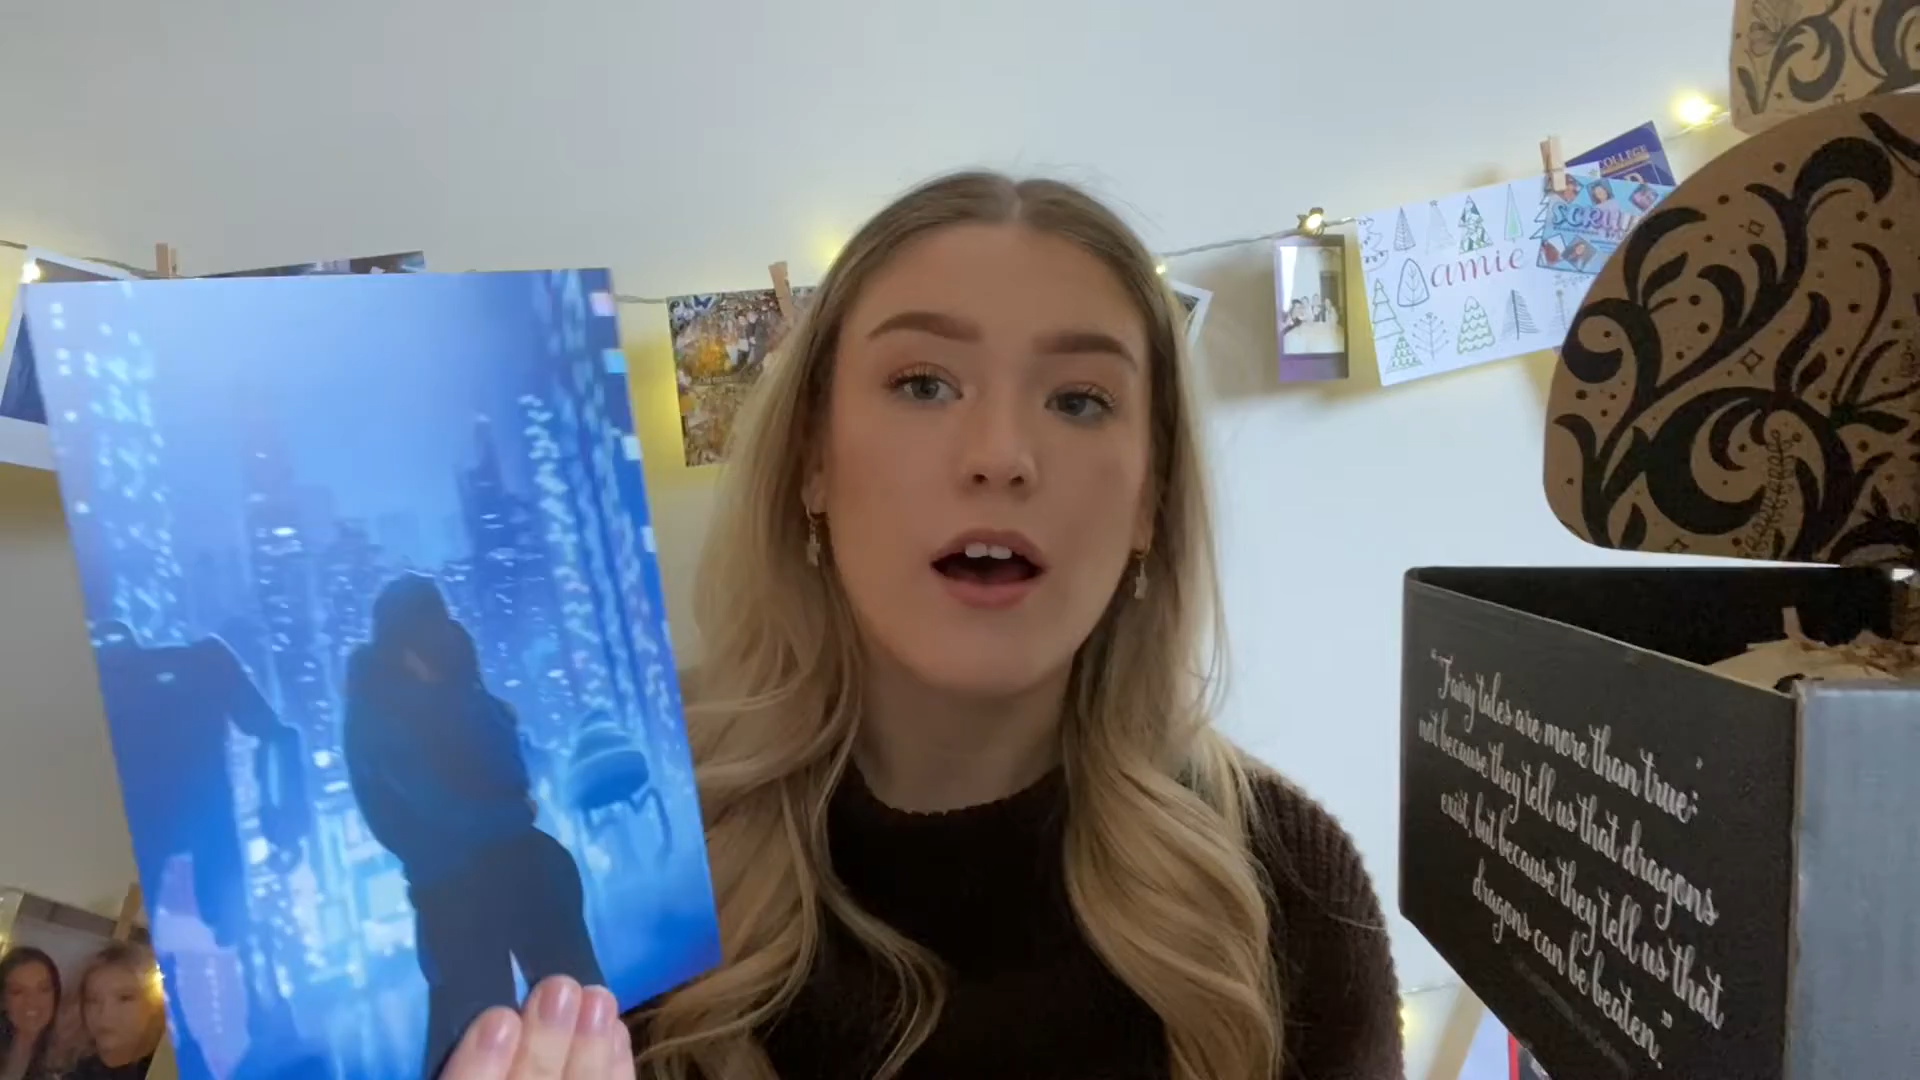 COLLEGE
amie
"Fairy tales are more than true:
not because they tell us that dragons
exist, but because they tell us that
dragons can be beaten."